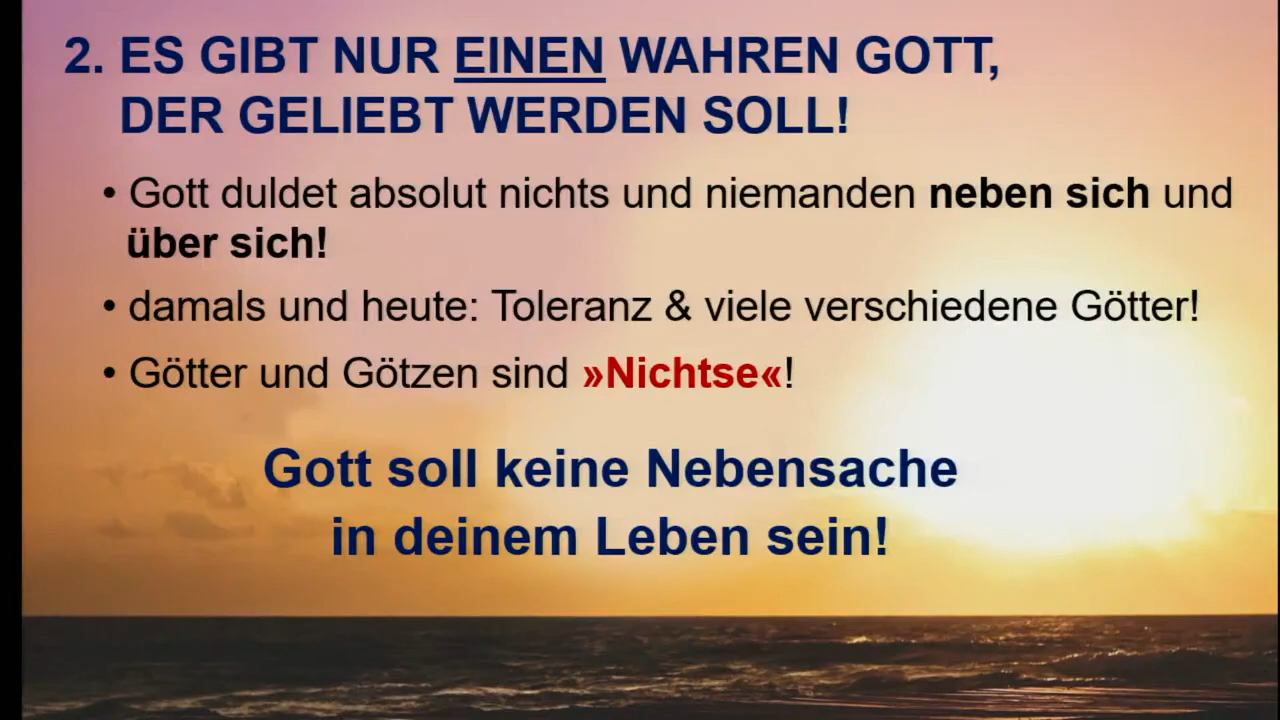 2. ES GIBT NUR EINEN WAHREN GOTT,
DER GELIEBT WERDEN SOLL!
• Gott duldet absolut nichts und niemanden neben sich und
über sich!
• damals und heute: Toleranz & viele verschiedene Götter!
• Götter und Götzen sind »Nichtse«!
Gott soll keine Nebensache
in deinem Leben sein!